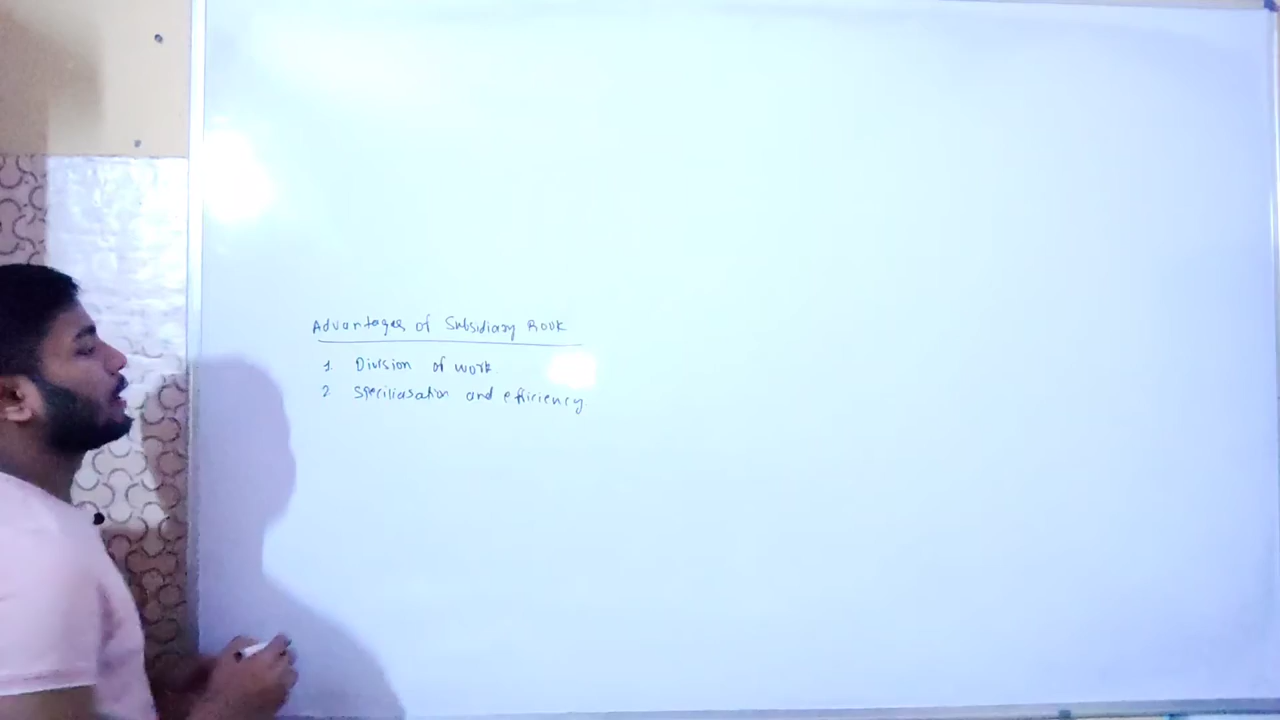 Advantages of Subsidiary Book
1. Division of work.
2 Speciliasation and efficiency